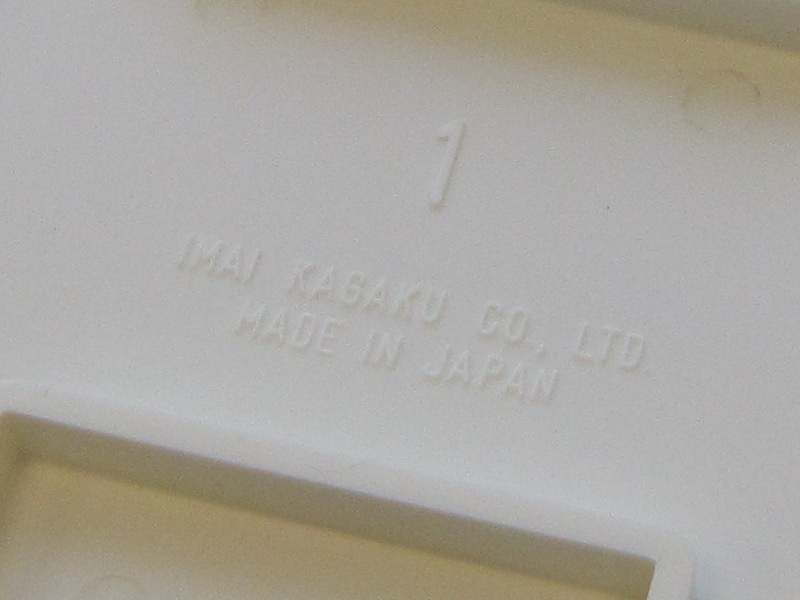 1
IMAI KAGAKU CO., LTD.
MADE IN JAPAN